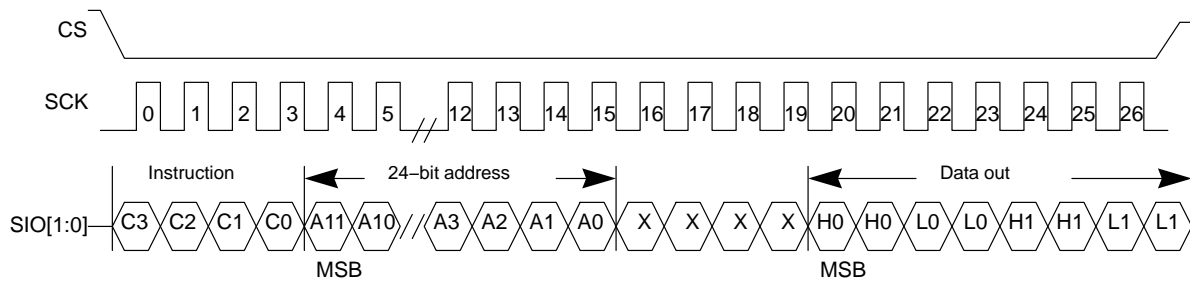 CS
SCK
0 1 2 3 4 5 12 13 14 15 16 17 18 19 20 21 22 23 24 25 26
Instruction 24−bit address Data out
SIO[1:0] C3 C2 C1 C0 A11 A10 A3 A2 A1 A0 X X X X H0 H0 L0 L0 H1 H1 L1 L1
MSB MSB